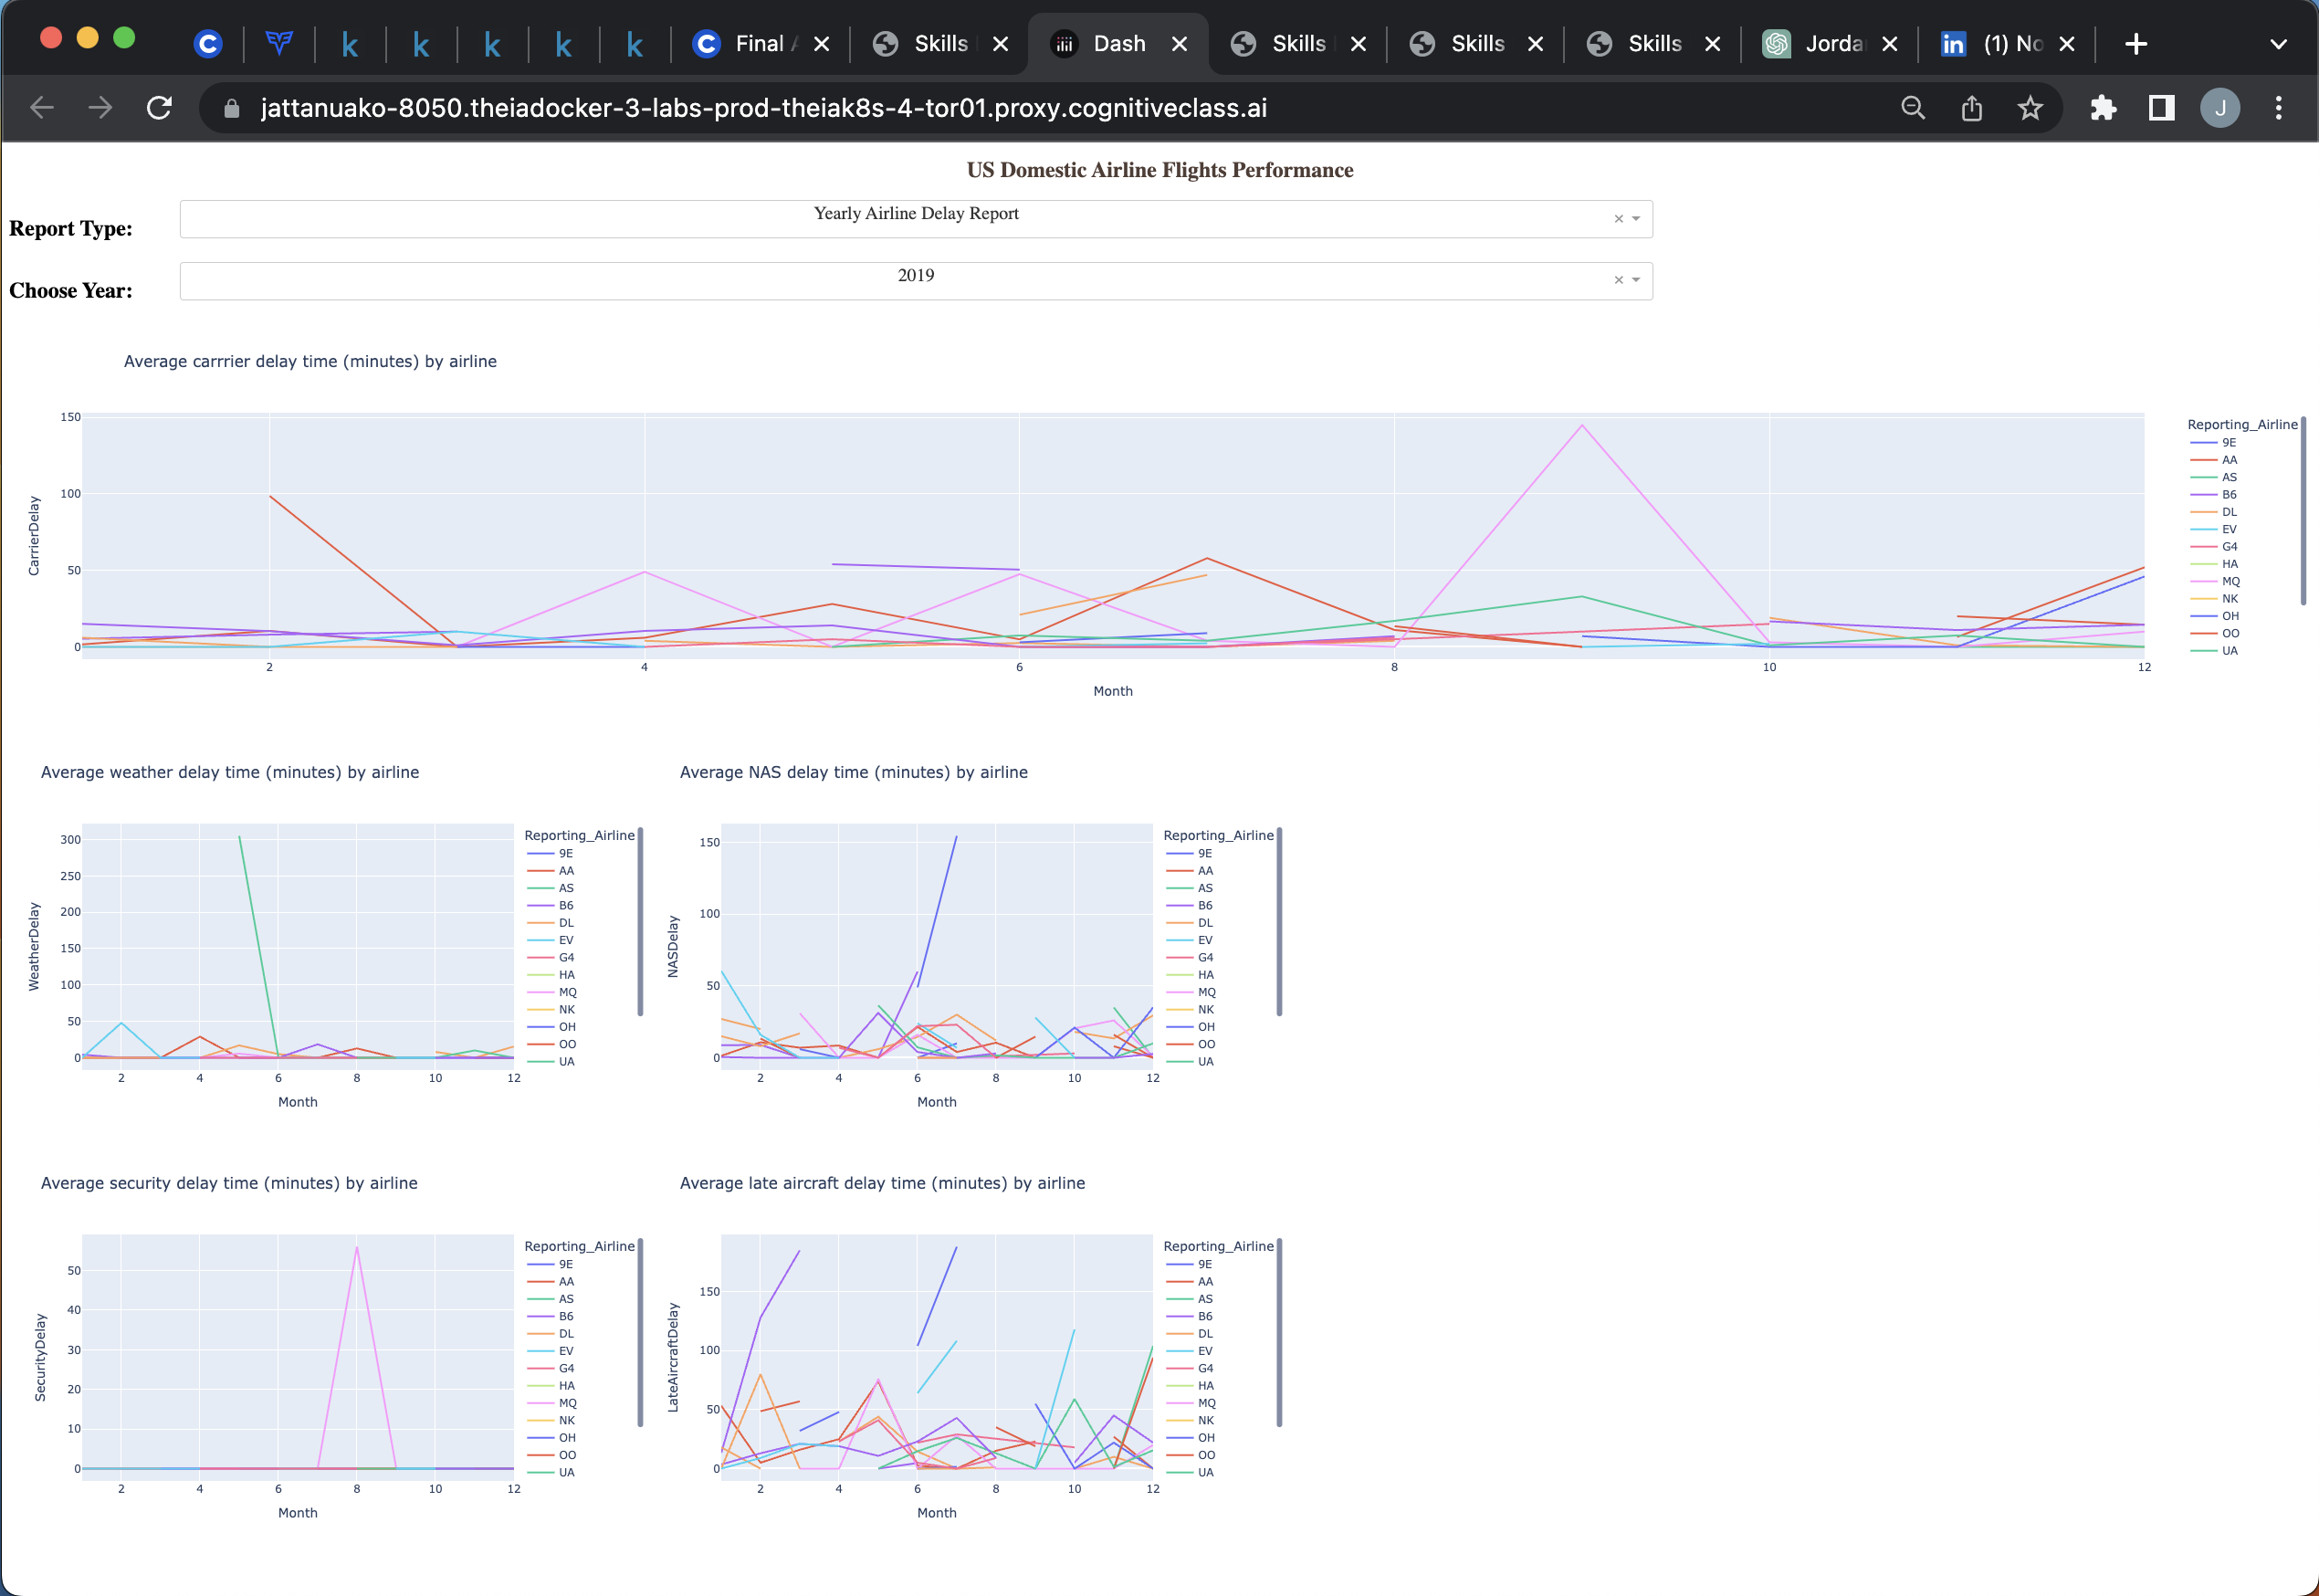 Final A
Skills
Dash
Skills
Skills
Skills
Jorda
(1) No
jattanuako-8050.theiadocker-3-labs-prod-theiak8s-4-tor01.proxy.cognitiveclass.ai
J
US Domestic Airline Flights Performance
Report Type:
Yearly Airline Delay Report
Choose Year:
2019
Average carrrier delay time (minutes) by airline
CarrierDelay
150
100
50
0
2
4
6
8
10
12
Month
Reporting_Airline
9E
AA
AS
B6
DL
EV
G4
HA
MQ
NK
OH
OO
UA
Average weather delay time (minutes) by airline
WeatherDelay
300
250
200
150
100
50
0
2
4
6
8
10
12
Month
Reporting_Airline
9E
AA
AS
B6
DL
EV
G4
HA
MQ
NK
OH
OO
UA
Average NAS delay time (minutes) by airline
NASDelay
150
100
50
0
2
4
6
8
10
12
Month
Reporting_Airline
9E
AA
AS
B6
DL
EV
G4
HA
MQ
NK
OH
OO
UA
Average security delay time (minutes) by airline
SecurityDelay
50
40
30
20
10
0
2
4
6
8
10
12
Month
Reporting_Airline
9E
AA
AS
B6
DL
EV
G4
HA
MQ
NK
OH
OO
UA
Average late aircraft delay time (minutes) by airline
LateAircraftDelay
150
100
50
0
2
4
6
8
10
12
Month
Reporting_Airline
9E
AA
AS
B6
DL
EV
G4
HA
MQ
NK
OH
OO
UA